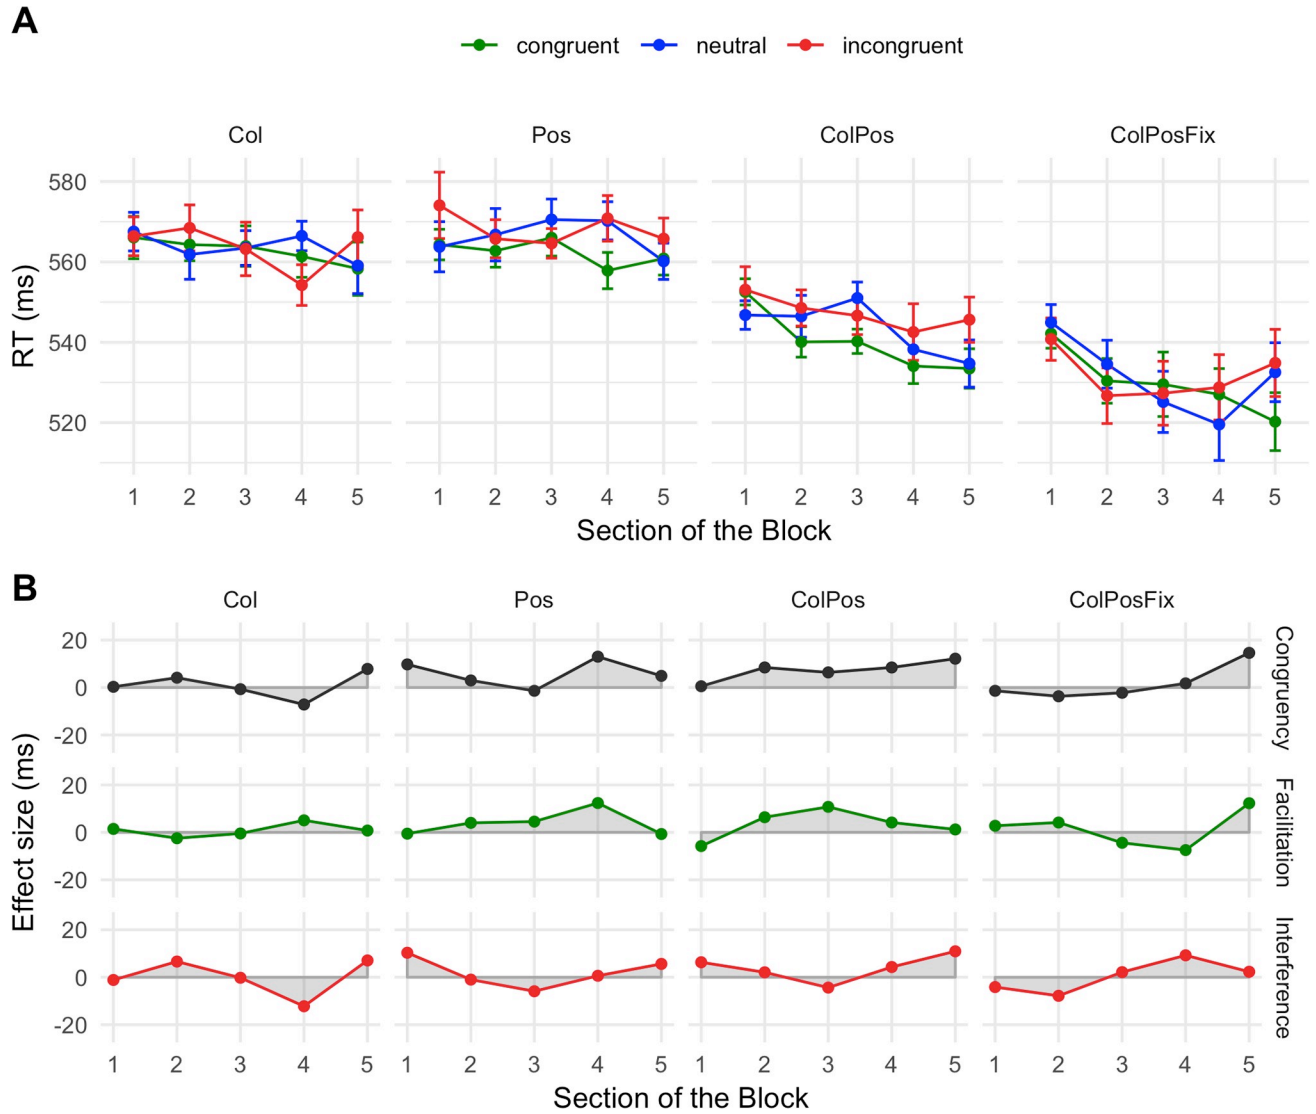 A
congruent neutral incongruent
Col Pos ColPos ColPosFix
RT (ms)
580
560
540
520
1 2 3 4 5 1 2 3 4 5 1 2 3 4 5 1 2 3 4 5
Section of the Block
B
Col Pos ColPos ColPosFix
Effect size (ms)
20
0
-20
Congruency
20
0
-20
Facilitation
20
0
-20
Interference
1 2 3 4 5 1 2 3 4 5 1 2 3 4 5 1 2 3 4 5
Section of the Block